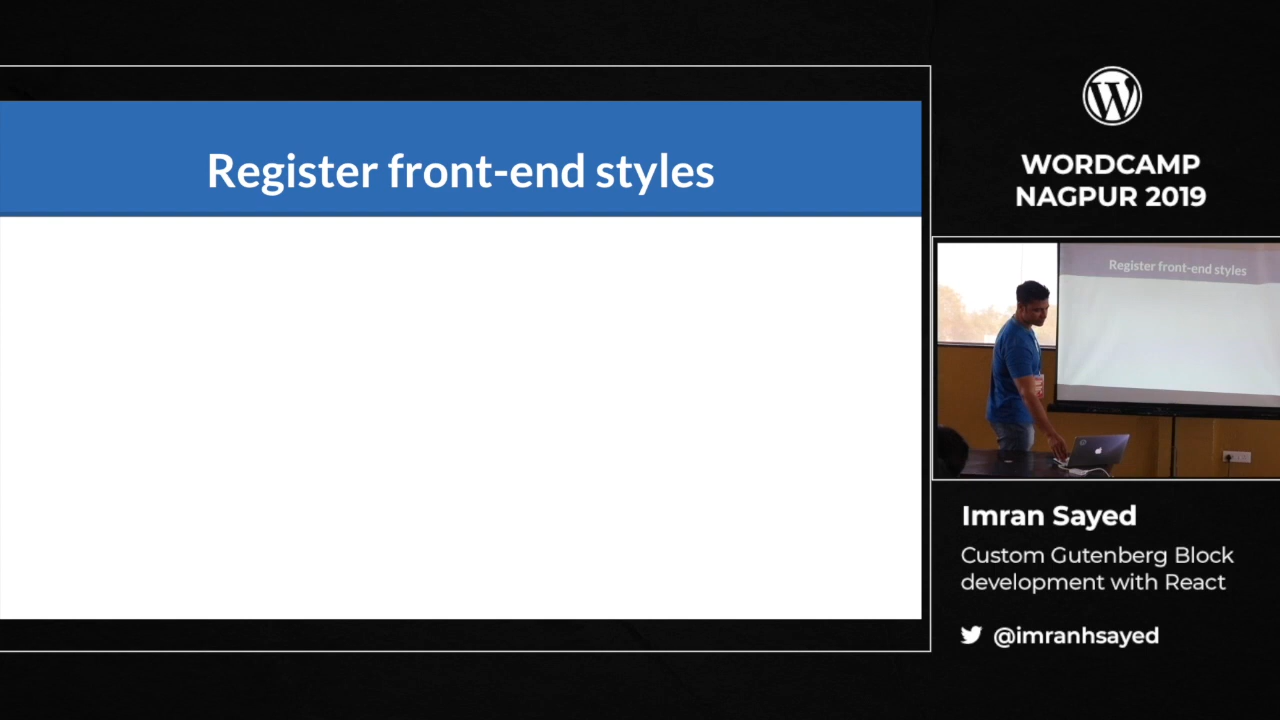 Register front-end styles
WORDCAMP
NAGPUR 2019
Register front-end styles
Imran Sayed
Custom Gutenberg Block
development with React
@imranhsayed